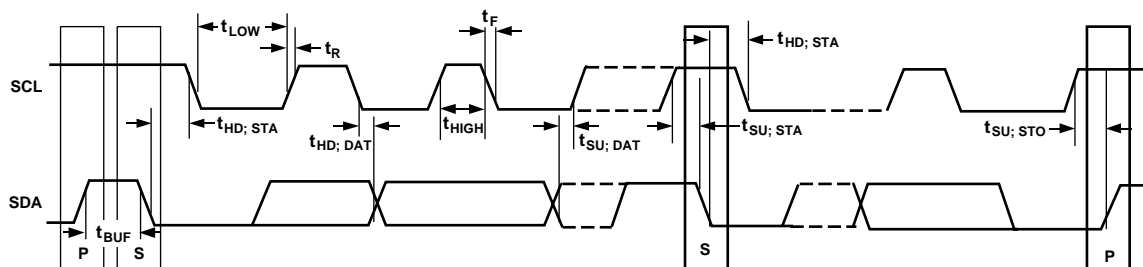 tLOW
tR
tF
tHD; STA
SCL
tHD; STA
tHD; DAT
tHIGH
tSU; DAT
tSU; STA
tSU; STO
SDA
tBUF
P
S
S
P